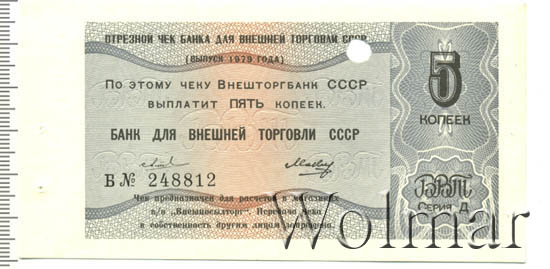 ОТРЕЗНОЙ ЧЕК БАНКА ДЛЯ ВНЕШНЕЙ ТОРГОВЛИ СССР
(ВЫПУСК 1979 ГОДА)
ПО ЭТОМУ ЧЕКУ ВНЕШТОРГБАНК СССР
ВЫПЛАТИТ ПЯТЬ КОПЕЕК.
БАНК ДЛЯ ВНЕШНЕЙ ТОРГОВЛИ СССР
В № 248812
Чек предназначен для расчетов в магазинах
в/о „Внешпосылторг". Передача чека
в собственность другим лицам запрещена.
5
КОПЕЕК
БВТ
СЕРИЯ Д
Wolmar